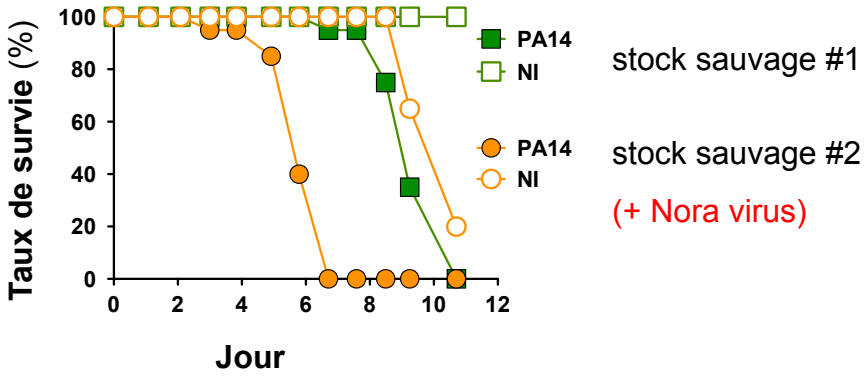 Taux de survie (%)
100
80
60
40
20
0
0 2 4 6 8 10 12
Jour
PA14
NI
stock sauvage #1
PA14
NI
stock sauvage #2
(+ Nora virus)